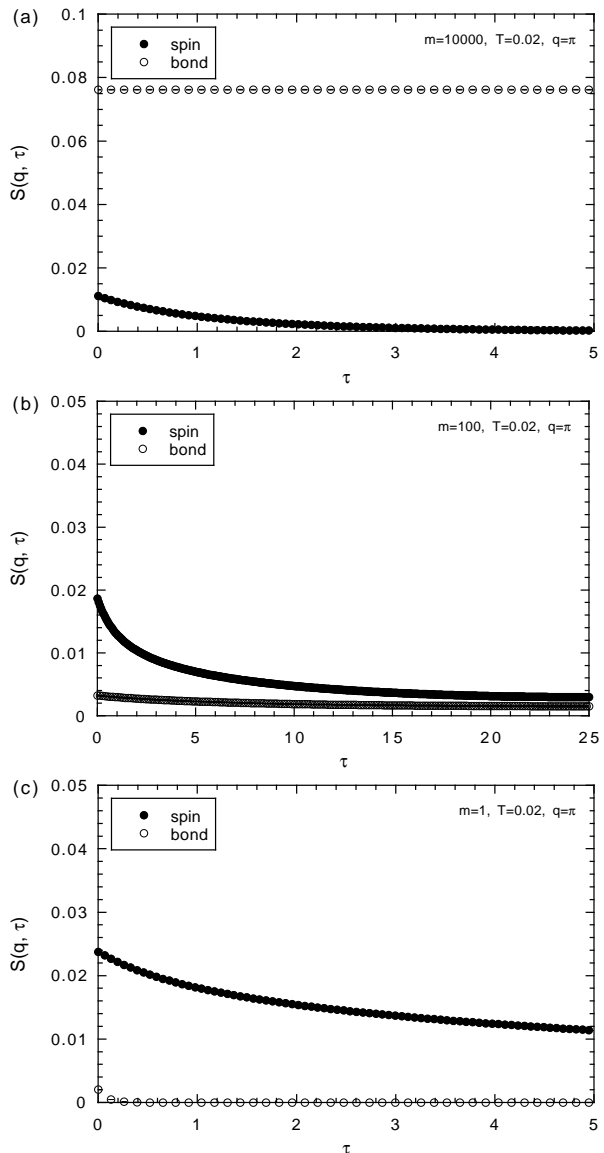 (a)
0.1
0.08
0.06
0.04
0.02
0
S(q, τ)
spin
bond
m=10000, T=0.02, q=π
0 1 2 3 4 5
τ
(b)
0.05
0.04
0.03
0.02
0.01
0
S(q, τ)
spin
bond
m=100, T=0.02, q=π
0 5 10 15 20 25
τ
(c)
0.05
0.04
0.03
0.02
0.01
0
S(q, τ)
spin
bond
m=1, T=0.02, q=π
0 1 2 3 4 5
τ